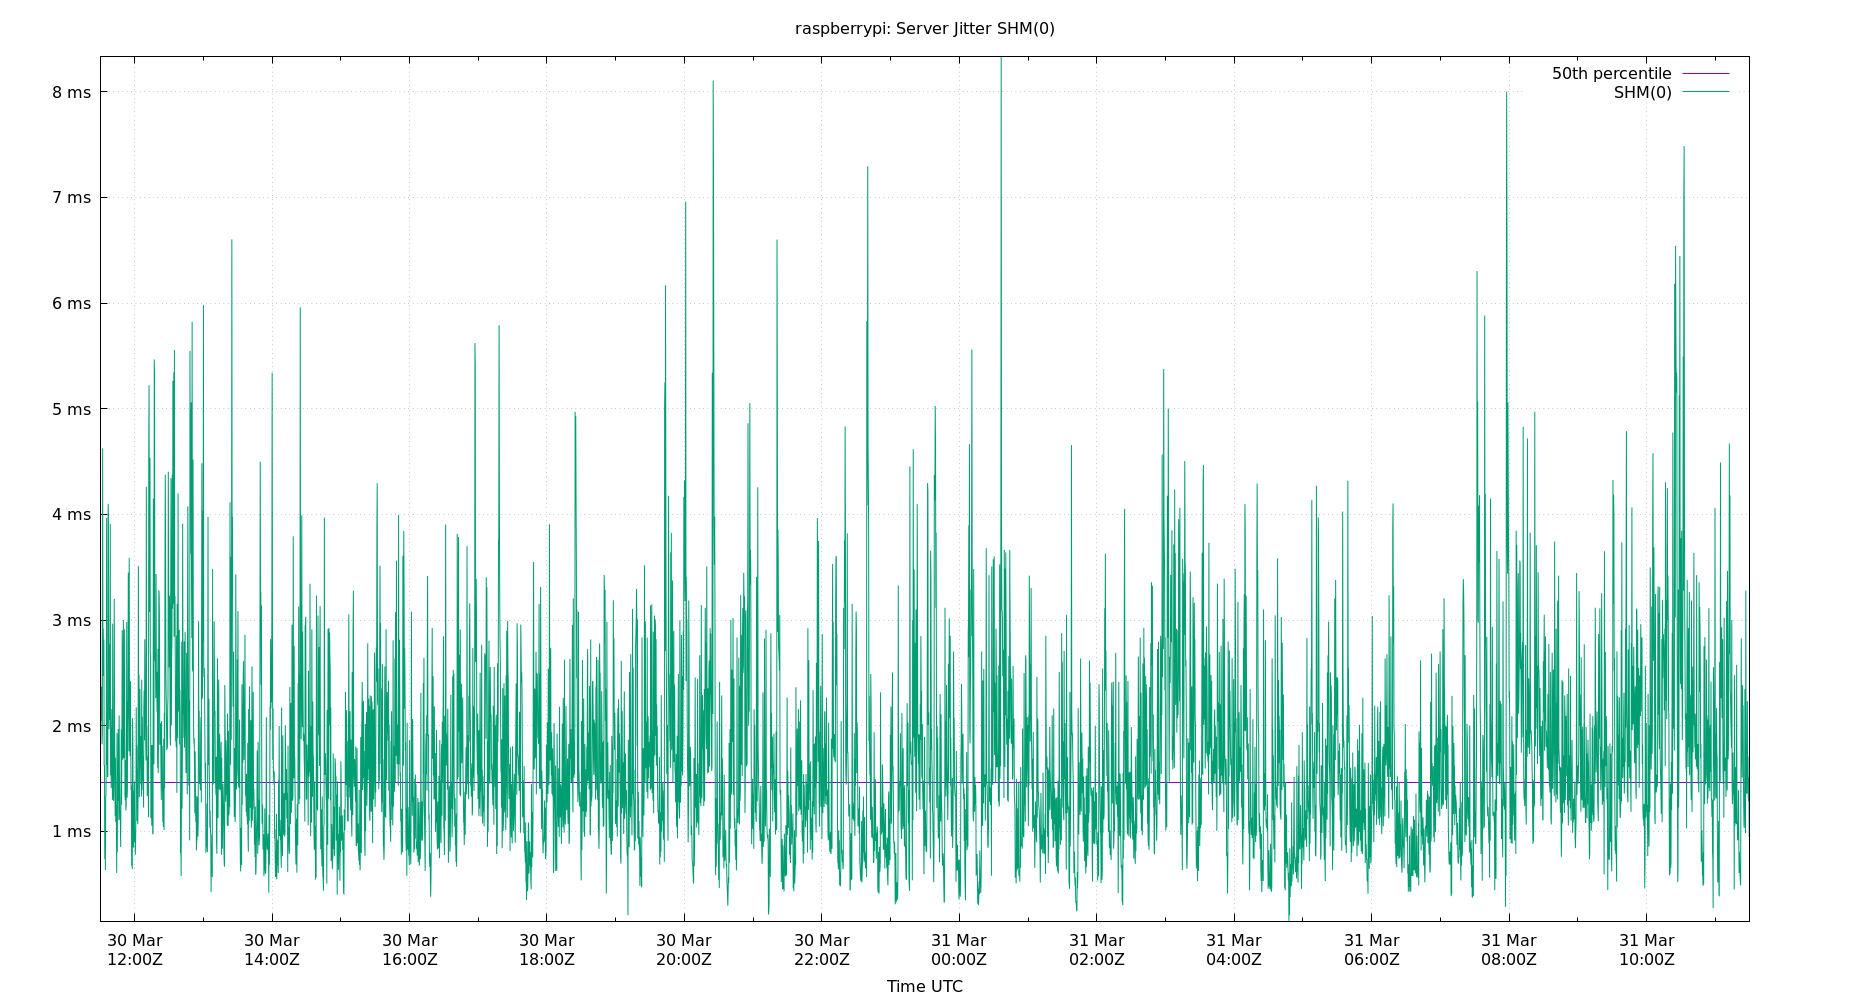 raspberrypi: Server Jitter SHM(0)
50th percentile
SHM(0)
8 ms
7 ms
6 ms
5 ms
4 ms
3 ms
2 ms
1 ms
30 Mar 30 Mar 30 Mar 30 Mar 30 Mar 30 Mar 31 Mar 31 Mar 31 Mar 31 Mar 31 Mar 31 Mar
12:00Z 14:00Z 16:00Z 18:00Z 20:00Z 22:00Z 00:00Z 02:00Z 04:00Z 06:00Z 08:00Z 10:00Z
Time UTC